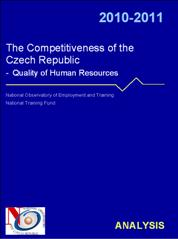 2010-2011
The Competitiveness of the
Czech Republic
- Quality of Human Resources
National Observatory of Employment and Training
National Training Fund
ANALYSIS